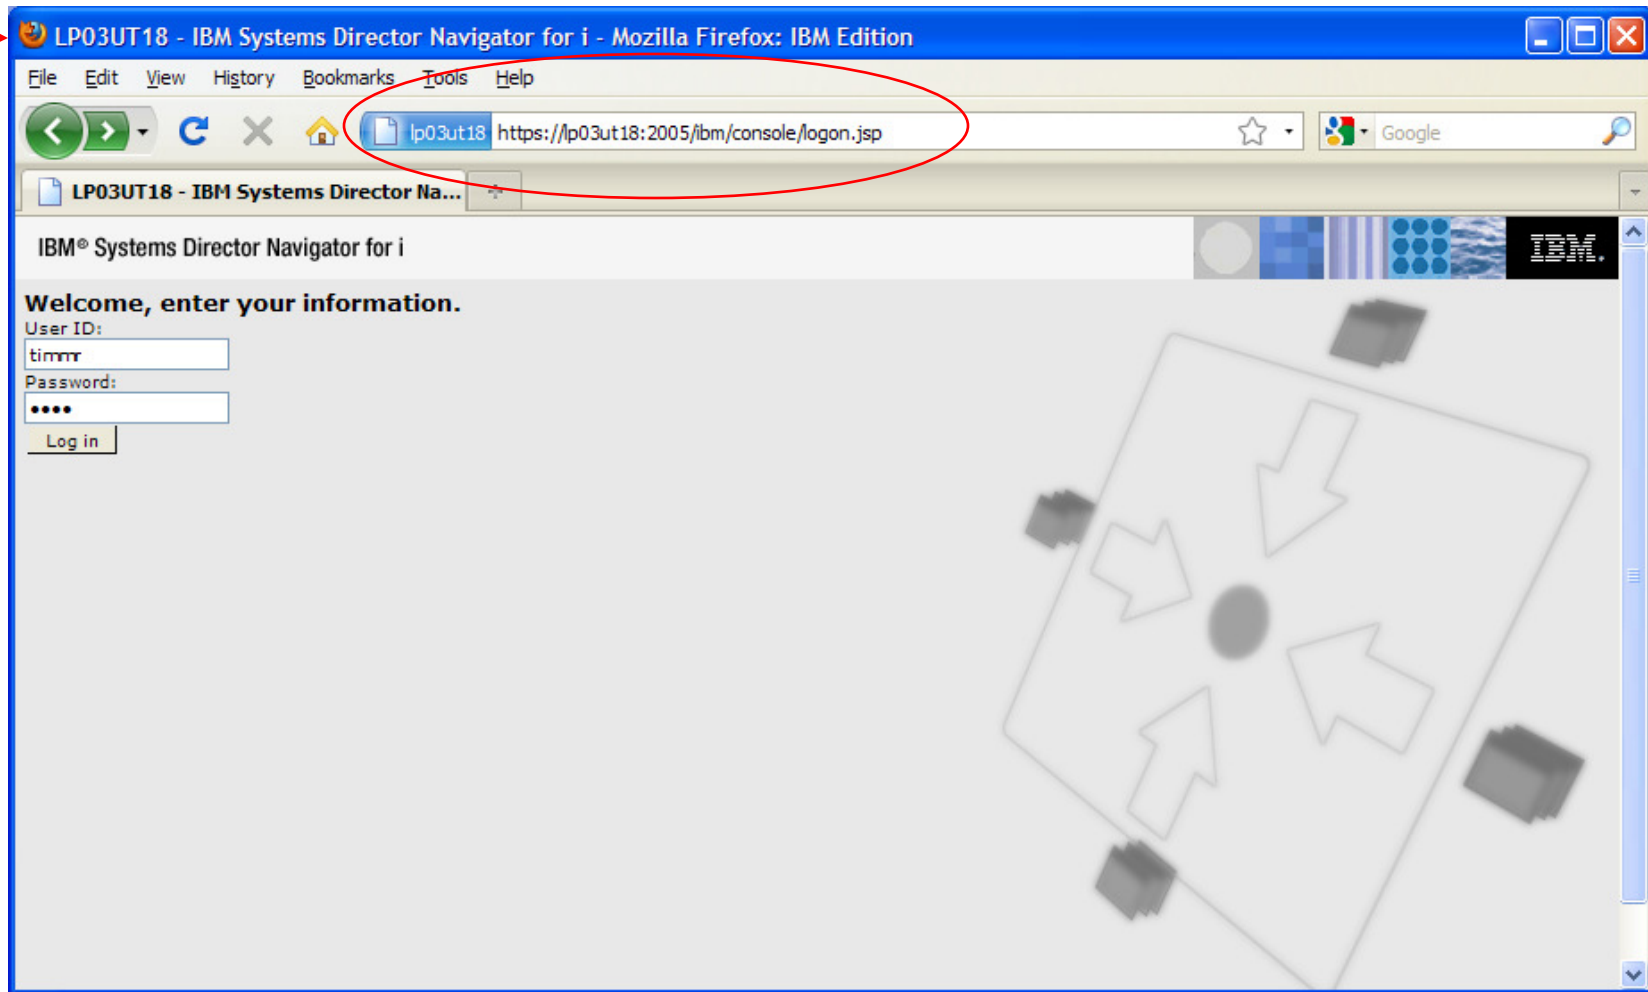 LP03UT18 - IBM Systems Director Navigator for i - Mozilla Firefox: IBM Edition
File Edit View History Bookmarks Tools Help
lp03ut18 https://lp03ut18:2005/ibm/console/logon.jsp Google
LP03UT18 - IBM Systems Director Na...
IBM® Systems Director Navigator for i IBM.
Welcome, enter your information.
User ID:
timmr
Password:
••••
Log in